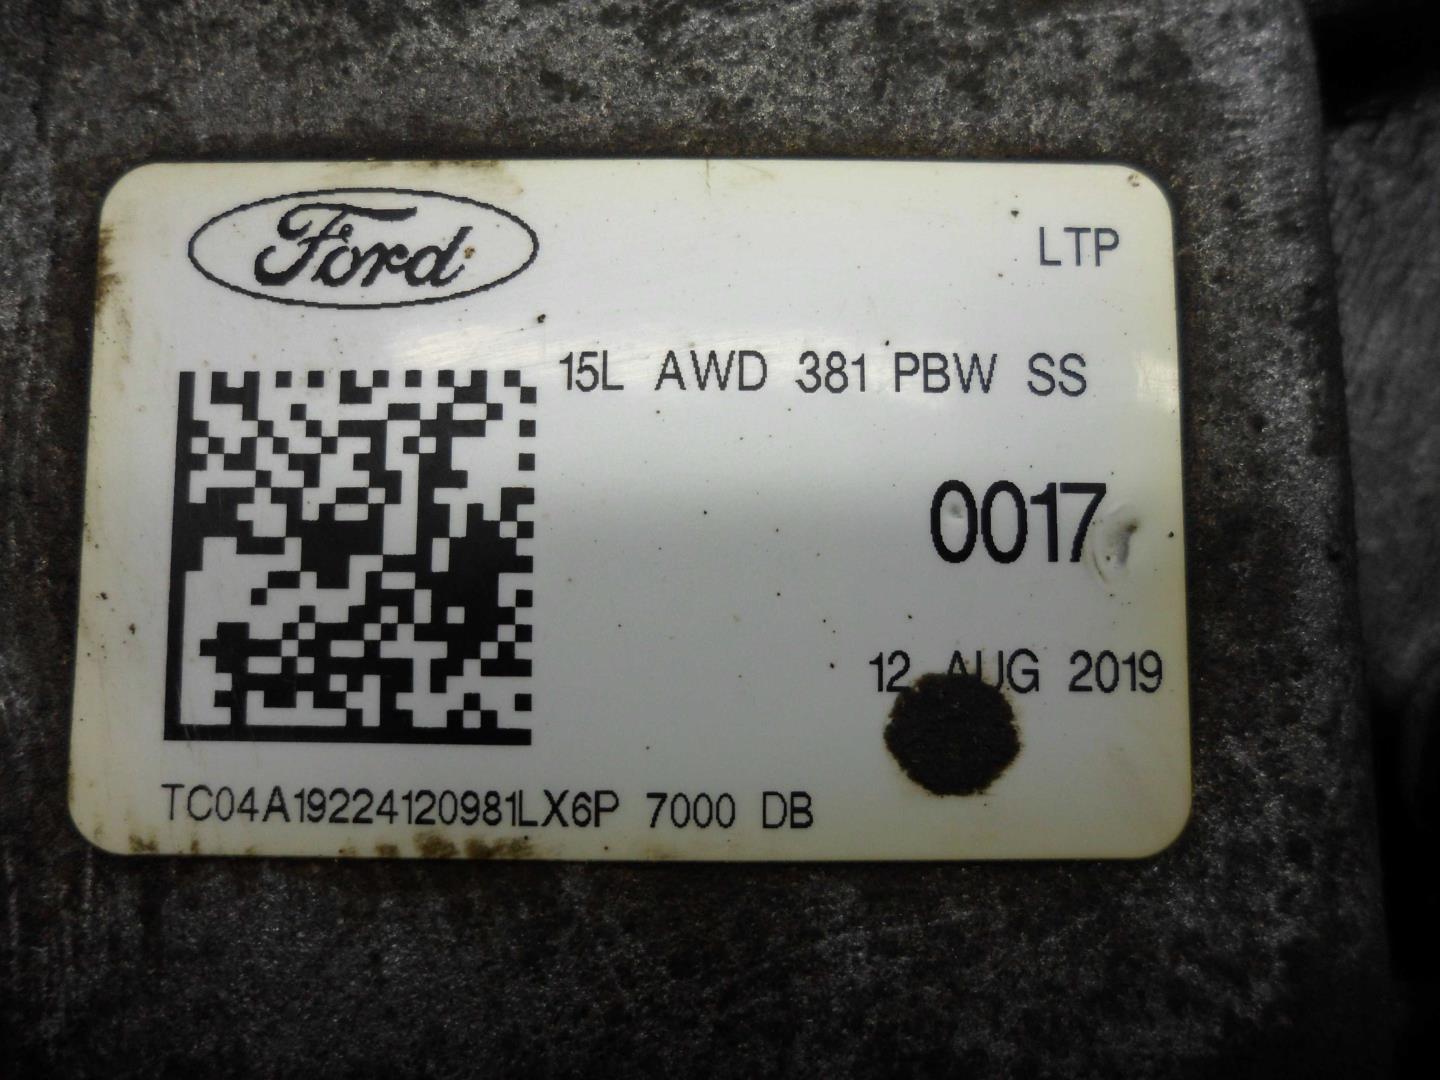 Ford
LTP
15L AWD 381 PBW SS
0017
12 AUG 2019
TC04A19224120981LX6P 7000 DB